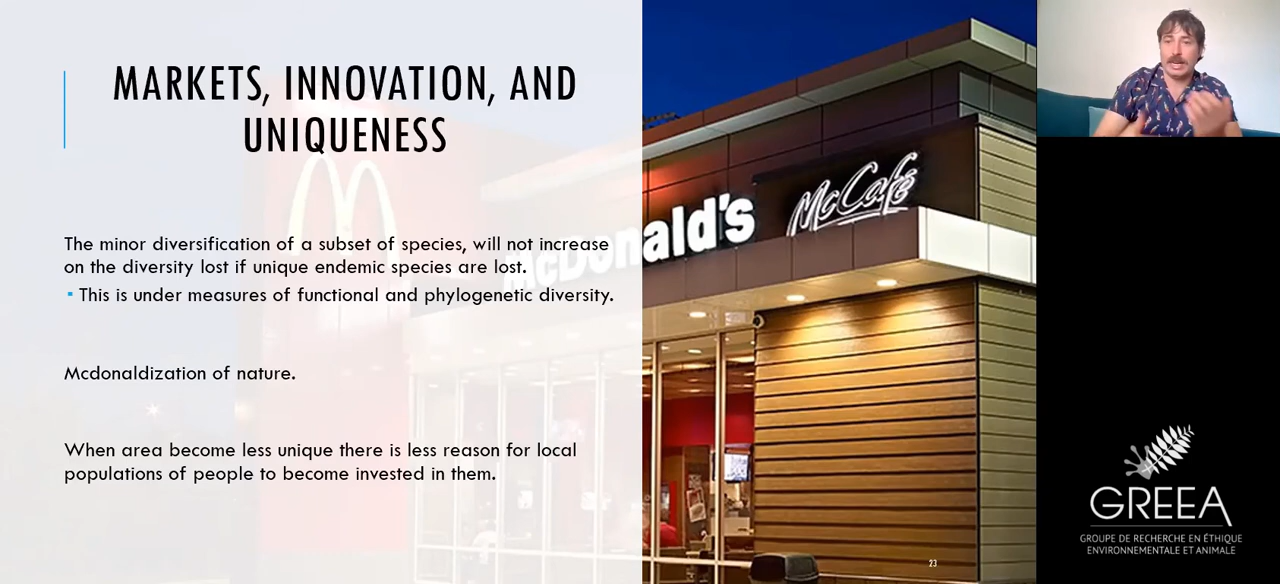 MARKETS, INNOVATION, AND
UNIQUENESS
The minor diversification of a subset of species, will not increase
on the diversity lost if unique endemic species are lost.
▪ This is under measures of functional and phylogenetic diversity.
Mcdonaldization of nature.
When area become less unique there is less reason for local
populations of people to become invested in them.
McDonald's
McCafé
23
GREEA
GROUPE DE RECHERCHE EN ÉTHIQUE
ENVIRONNEMENTALE ET ANIMALE